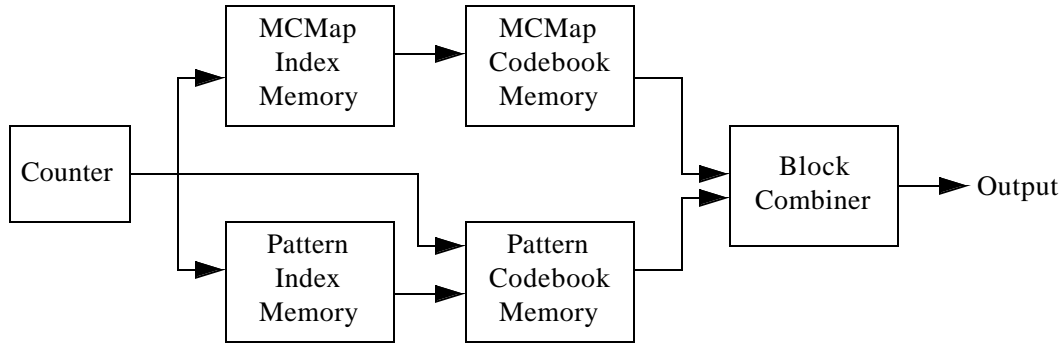 MCMap
Index
Memory
MCMap
Codebook
Memory
Counter
Block
Combiner
Output
Pattern
Index
Memory
Pattern
Codebook
Memory